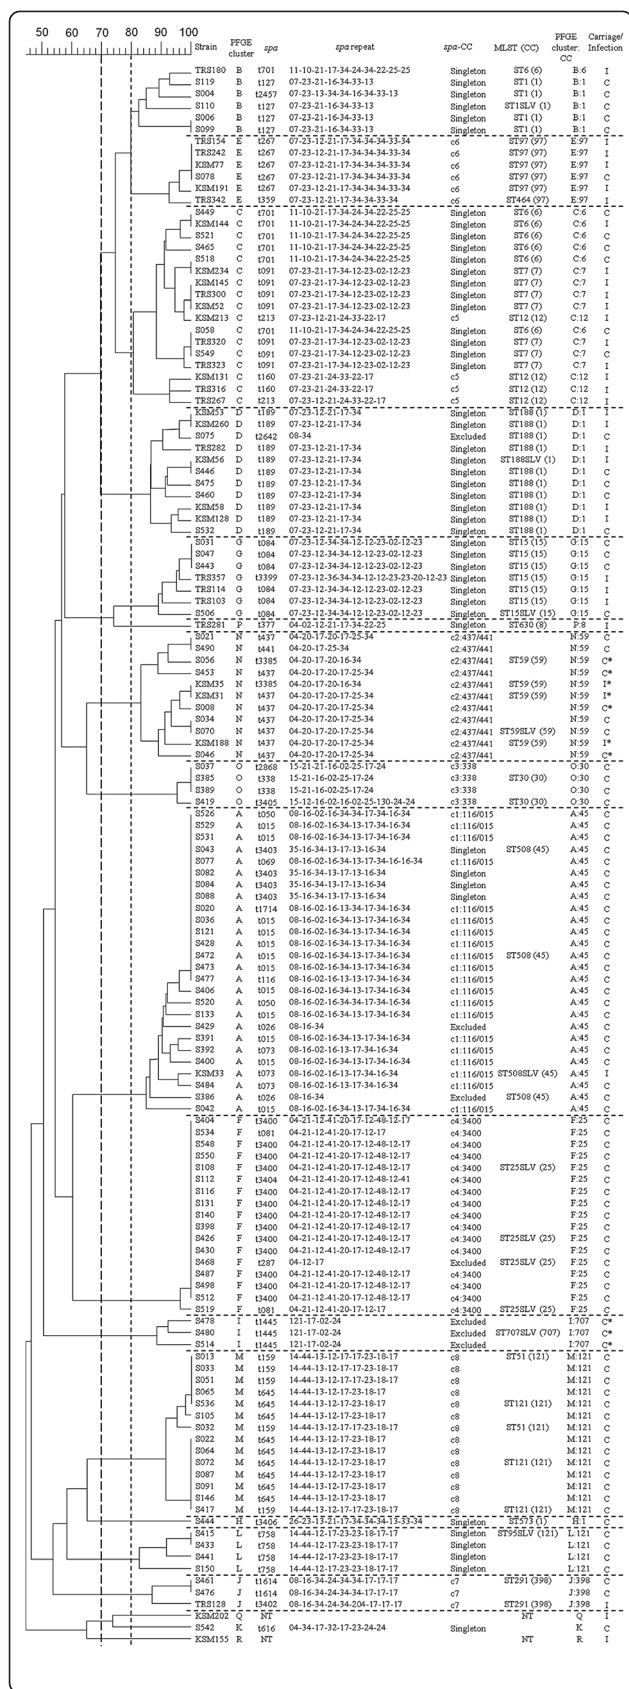 50 60 70 80 90 100 Strain PFGE cluster spa spa repeat spa-CC MLST (CC) PFGE cluster: CC Carriage/ Infection
TRS180 B t701 11-10-21-17-34-24-34-22-25-25 Singleton ST6 (6) B:6 I
S119 B t127 07-23-21-16-34-33-13 Singleton ST1 (1) B:1 C
S004 B t2457 07-23-13-34-34-16-34-33-13 Singleton ST1 (1) B:1 C
S110 B t127 07-23-21-16-34-33-13 Singleton ST1SLV (1) B:1 C
S006 B t127 07-23-21-16-34-33-13 Singleton ST1 (1) B:1 C
S099 B t127 07-23-21-16-34-33-13 Singleton ST1 (1) B:1 C
TRS154 E t267 07-23-12-21-17-34-34-34-33-34 c6 ST97 (97) E:97 I
TRS242 E t267 07-23-12-21-17-34-34-34-33-34 c6 ST97 (97) E:97 I
KSM77 E t267 07-23-12-21-17-34-34-34-33-34 c6 ST97 (97) E:97 I
S078 E t267 07-23-12-21-17-34-34-34-33-34 c6 ST97 (97) E:97 C
KSM191 E t267 07-23-12-21-17-34-34-34-33-34 c6 ST97 (97) E:97 I
TRS342 E t359 07-23-12-21-17-34-34-33-34 c6 ST464 (97) E:97 I
S449 C t701 11-10-21-17-34-24-34-22-25-25 Singleton ST6 (6) C:6 C
KSM144 C t701 11-10-21-17-34-24-34-22-25-25 Singleton ST6 (6) C:6 I
S521 C t701 11-10-21-17-34-24-34-22-25-25 Singleton ST6 (6) C:6 C
S465 C t701 11-10-21-17-34-24-34-22-25-25 Singleton ST6 (6) C:6 C
S518 C t701 11-10-21-17-34-24-34-22-25-25 Singleton ST6 (6) C:6 C
KSM234 C t091 07-23-21-17-34-12-23-02-12-23 Singleton ST7 (7) C:7 I
KSM145 C t091 07-23-21-17-34-12-23-02-12-23 Singleton ST7 (7) C:7 I
TRS300 C t091 07-23-21-17-34-12-23-02-12-23 Singleton ST7 (7) C:7 I
KSM52 C t091 07-23-21-17-34-12-23-02-12-23 Singleton ST7 (7) C:7 I
KSM213 C t213 07-23-12-21-24-33-22-17 c5 ST12 (12) C:12 I
S058 C t701 11-10-21-17-34-24-34-22-25-25 Singleton ST6 (6) C:6 C
TRS320 C t091 07-23-21-17-34-12-23-02-12-23 Singleton ST7 (7) C:7 I
S549 C t091 07-23-21-17-34-12-23-02-12-23 Singleton ST7 (7) C:7 C
TRS323 C t091 07-23-21-17-34-12-23-02-12-23 Singleton ST7 (7) C:7 I
KSM131 C t160 07-23-21-24-33-22-17 c5 ST12 (12) C:12 I
TRS316 C t160 07-23-21-24-33-22-17 c5 ST12 (12) C:12 I
TRS267 C t213 07-23-12-21-24-33-22-17 c5 ST12 (12) C:12 I
KSM53 D t189 07-23-12-21-17-34 Singleton ST188 (1) D:1 I
KSM260 D t189 07-23-12-21-17-34 Singleton ST188 (1) D:1 I
S075 D t2642 08-34 Excluded ST188 (1) D:1 C
TRS282 D t189 07-23-12-21-17-34 Singleton ST188 (1) D:1 I
KSM56 D t189 07-23-12-21-17-34 Singleton ST188SLV (1) D:1 I
S446 D t189 07-23-12-21-17-34 Singleton ST188 (1) D:1 C
S475 D t189 07-23-12-21-17-34 Singleton ST188 (1) D:1 C
S460 D t189 07-23-12-21-17-34 Singleton ST188 (1) D:1 C
KSM58 D t189 07-23-12-21-17-34 Singleton ST188 (1) D:1 I
KSM128 D t189 07-23-12-21-17-34 Singleton ST188 (1) D:1 I
S532 D t189 07-23-12-21-17-34 Singleton ST188 (1) D:1 C
S031 G t084 07-23-12-34-34-12-12-23-02-12-23 Singleton ST15 (15) G:15 C
S047 G t084 07-23-12-34-34-12-12-23-02-12-23 Singleton ST15 (15) G:15 C
S443 G t084 07-23-12-34-34-12-12-23-02-12-23 Singleton ST15 (15) G:15 C
TRS357 G t3399 07-23-12-36-34-34-12-12-23-23-20-12-23 Singleton ST15 (15) G:15 I
TRS114 G t084 07-23-12-34-34-12-12-23-02-12-23 Singleton ST15 (15) G:15 I
TRS103 G t084 07-23-12-34-34-12-12-23-02-12-23 Singleton ST15 (15) G:15 I
S506 G t084 07-23-12-34-34-12-12-23-02-12-23 Singleton ST15SLV (15) G:15 C
TRS281 P t377 04-02-12-21-17-34-22-25 Singleton ST630 (8) P:8 I
S021 N t437 04-20-17-20-17-25-34 c2:437/441 N:59 C
S490 N t441 04-20-17-25-34 c2:437/441 N:59 C
S056 N t3385 04-20-17-20-16-34 c2:437/441 ST59 (59) N:59 C*
S453 N t437 04-20-17-20-17-25-34 c2:437/441 N:59 C*
KSM35 N t3385 04-20-17-20-16-34 c2:437/441 ST59 (59) N:59 I*
KSM31 N t437 04-20-17-20-17-25-34 c2:437/441 ST59 (59) N:59 I*
S008 N t437 04-20-17-20-17-25-34 c2:437/441 N:59 C*
S034 N t437 04-20-17-20-17-25-34 c2:437/441 N:59 C
S070 N t437 04-20-17-20-17-25-34 c2:437/441 ST59SLV (59) N:59 C
KSM188 N t437 04-20-17-20-17-25-34 c2:437/441 ST59 (59) N:59 I*
S046 N t437 04-20-17-20-17-25-34 c2:437/441 N:59 C*
S037 O t2868 15-21-21-16-02-25-17-24 c3:338 O:30 C
S385 O t338 15-21-16-02-25-17-24 c3:338 ST30 (30) O:30 C
S389 O t338 15-21-16-02-25-17-24 c3:338 O:30 C
S419 O t3405 15-12-16-02-16-02-25-130-24-24 c3:338 ST30 (30) O:30 C
S526 A t050 08-16-02-16-34-34-17-34-16-34 c1:116/015 A:45 C
S529 A t015 08-16-02-16-34-13-17-34-16-34 c1:116/015 A:45 C
S531 A t015 08-16-02-16-34-13-17-34-16-34 c1:116/015 A:45 C
S043 A t3403 35-16-34-13-17-13-16-34 Singleton ST508 (45) A:45 C
S077 A t069 08-16-02-16-34-13-17-34-16-16-34 c1:116/015 A:45 C
S082 A t3403 35-16-34-13-17-13-16-34 Singleton A:45 C
S084 A t3403 35-16-34-13-17-13-16-34 Singleton A:45 C
S088 A t3403 35-16-34-13-17-13-16-34 Singleton A:45 C
S020 A t1714 08-16-02-16-13-34-17-34-16-34 c1:116/015 A:45 C
S036 A t015 08-16-02-16-34-13-17-34-16-34 c1:116/015 A:45 C
S121 A t015 08-16-02-16-34-13-17-34-16-34 c1:116/015 A:45 C
S428 A t015 08-16-02-16-34-13-17-34-16-34 c1:116/015 A:45 C
S472 A t015 08-16-02-16-34-13-17-34-16-34 c1:116/015 ST508 (45) A:45 C
S473 A t015 08-16-02-16-34-13-17-34-16-34 c1:116/015 A:45 C
S477 A t116 08-16-02-16-34-13-17-34-16-34 c1:116/015 A:45 C
S406 A t015 08-16-02-16-34-13-17-34-16-34 c1:116/015 A:45 C
S520 A t050 08-16-02-16-34-34-17-34-16-34 c1:116/015 A:45 C
S133 A t015 08-16-02-16-34-13-17-34-16-34 c1:116/015 A:45 C
S429 A t026 08-16-34 Excluded A:45 C
S391 A t015 08-16-02-16-34-13-17-34-16-34 c1:116/015 A:45 C
S392 A t073 08-16-02-16-13-17-34-16-34 c1:116/015 A:45 C
S400 A t015 08-16-02-16-34-13-17-34-16-34 c1:116/015 A:45 C
KSM33 A t073 08-16-02-16-13-17-34-16-34 c1:116/015 ST508SLV (45) A:45 I
S484 A t073 08-16-02-16-13-17-34-16-34 c1:116/015 A:45 C
S386 A t026 08-16-34 Excluded ST508 (45) A:45 C
S042 A t015 08-16-02-16-34-13-17-34-16-34 c1:116/015 A:45 C
S404 F t3400 04-21-12-41-20-17-12-48-12-17 c4:3400 F:25 C
S534 F t081 04-21-12-41-20-17-12-17 c4:3400 F:25 C
S548 F t3400 04-21-12-41-20-17-12-48-12-17 c4:3400 F:25 C
S550 F t3400 04-21-12-41-20-17-12-48-12-17 c4:3400 F:25 C
S108 F t3400 04-21-12-41-20-17-12-48-12-17 c4:3400 ST25SLV (25) F:25 C
S112 F t3404 04-21-12-41-20-17-12-48-12-41 c4:3400 F:25 C
S116 F t3400 04-21-12-41-20-17-12-48-12-17 c4:3400 F:25 C
S131 F t3400 04-21-12-41-20-17-12-48-12-17 c4:3400 F:25 C
S140 F t3400 04-21-12-41-20-17-12-48-12-17 c4:3400 F:25 C
S398 F t3400 04-21-12-41-20-17-12-48-12-17 c4:3400 F:25 C
S426 F t3400 04-21-12-41-20-17-12-48-12-17 c4:3400 ST25SLV (25) F:25 C
S430 F t3400 04-21-12-41-20-17-12-48-12-17 c4:3400 F:25 C
S468 F t287 04-12-17 Excluded ST25SLV (25) F:25 C
S487 F t3400 04-21-12-41-20-17-12-48-12-17 c4:3400 F:25 C
S498 F t3400 04-21-12-41-20-17-12-48-12-17 c4:3400 F:25 C
S512 F t3400 04-21-12-41-20-17-12-48-12-17 c4:3400 F:25 C
S519 F t081 04-21-12-41-20-17-12-17 c4:3400 ST25SLV (25) F:25 C
S478 I t1445 121-17-02-24 Excluded I:707 C*
S480 I t1445 121-17-02-24 Excluded ST707SLV (707) I:707 C*
S514 I t1445 121-17-02-24 Excluded I:707 C*
S013 M t159 14-44-13-12-17-17-23-18-17 c8 ST51 (121) M:121 C
S033 M t645 14-44-13-12-17-23-18-17 c8 M:121 C
S051 M t159 14-44-13-12-17-17-23-18-17 c8 M:121 C
S065 M t645 14-44-13-12-17-23-18-17 c8 M:121 C
S536 M t645 14-44-13-12-17-23-18-17 c8 ST121 (121) M:121 C
S105 M t645 14-44-13-12-17-23-18-17 c8 M:121 C
S032 M t159 14-44-13-12-17-17-23-18-17 c8 ST51 (121) M:121 C
S022 M t645 14-44-13-12-17-23-18-17 c8 M:121 C
S064 M t645 14-44-13-12-17-23-18-17 c8 M:121 C
S072 M t645 14-44-13-12-17-23-18-17 c8 ST121 (121) M:121 C
S087 M t645 14-44-13-12-17-23-18-17 c8 M:121 C
S091 M t645 14-44-13-12-17-23-18-17 c8 M:121 C
S146 M t645 14-44-13-12-17-23-18-17 c8 M:121 C
S417 M t159 14-44-13-12-17-17-23-18-17 c8 ST121 (121) M:121 C
S444 H t3406 26-23-13-21-17-34-34-34-13-33-34 Singleton ST573 (1) H:1 C
S415 L t758 14-44-12-17-23-23-18-17-17 Singleton ST95SLV (121) L:121 C
S433 L t758 14-44-12-17-23-23-18-17-17 Singleton L:121 C
S441 L t758 14-44-12-17-23-23-18-17-17 Singleton L:121 C
S150 L t758 14-44-12-17-23-23-18-17-17 Singleton L:121 C
S461 J t1614 08-16-34-24-34-34-17-17-17 c7 ST291 (398) J:398 C
S476 J t1614 08-16-34-24-34-34-17-17-17 c7 J:398 C
TRS128 J t3402 08-16-34-24-34-204-17-17-17 c7 ST291 (398) J:398 I
KSM202 Q NT NT Q I
S542 K t616 04-34-17-32-17-23-24-24 Singleton K C
KSM155 R NT NT R I